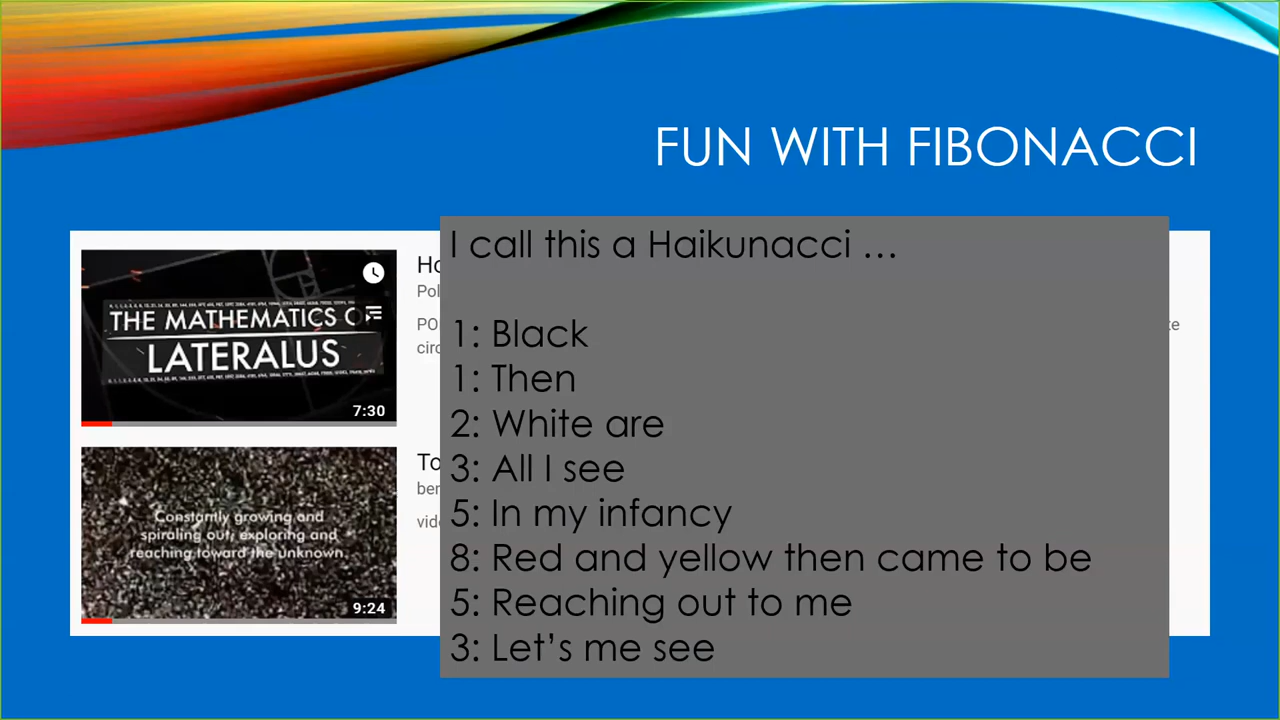 FUN WITH FIBONACCI
THE MATHEMATICS O
LATERALUS
7:30
Constantly growing and
spiraling out, exploring and
reaching toward the unknown.
9:24
I call this a Haikunacci …
1: Black
1: Then
2: White are
3: All I see
5: In my infancy
8: Red and yellow then came to be
5: Reaching out to me
3: Let’s me see